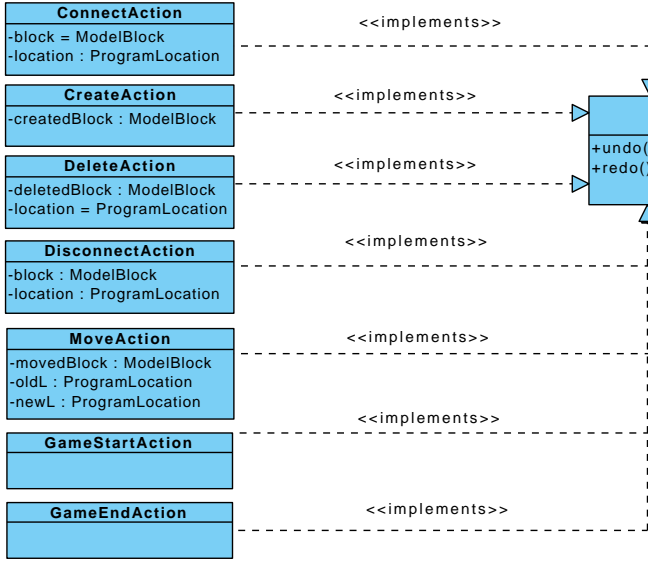 ConnectAction
-block = ModelBlock
-location : ProgramLocation
<<implements>>
CreateAction
-createdBlock : ModelBlock
<<implements>>
+undo(
+redo()
DeleteAction
-deletedBlock : ModelBlock
-location = ProgramLocation
<<implements>>
DisconnectAction
-block : ModelBlock
-location : ProgramLocation
<<implements>>
MoveAction
-movedBlock : ModelBlock
-oldL : ProgramLocation
-newL : ProgramLocation
<<implements>>
GameStartAction
<<implements>>
GameEndAction
<<implements>>